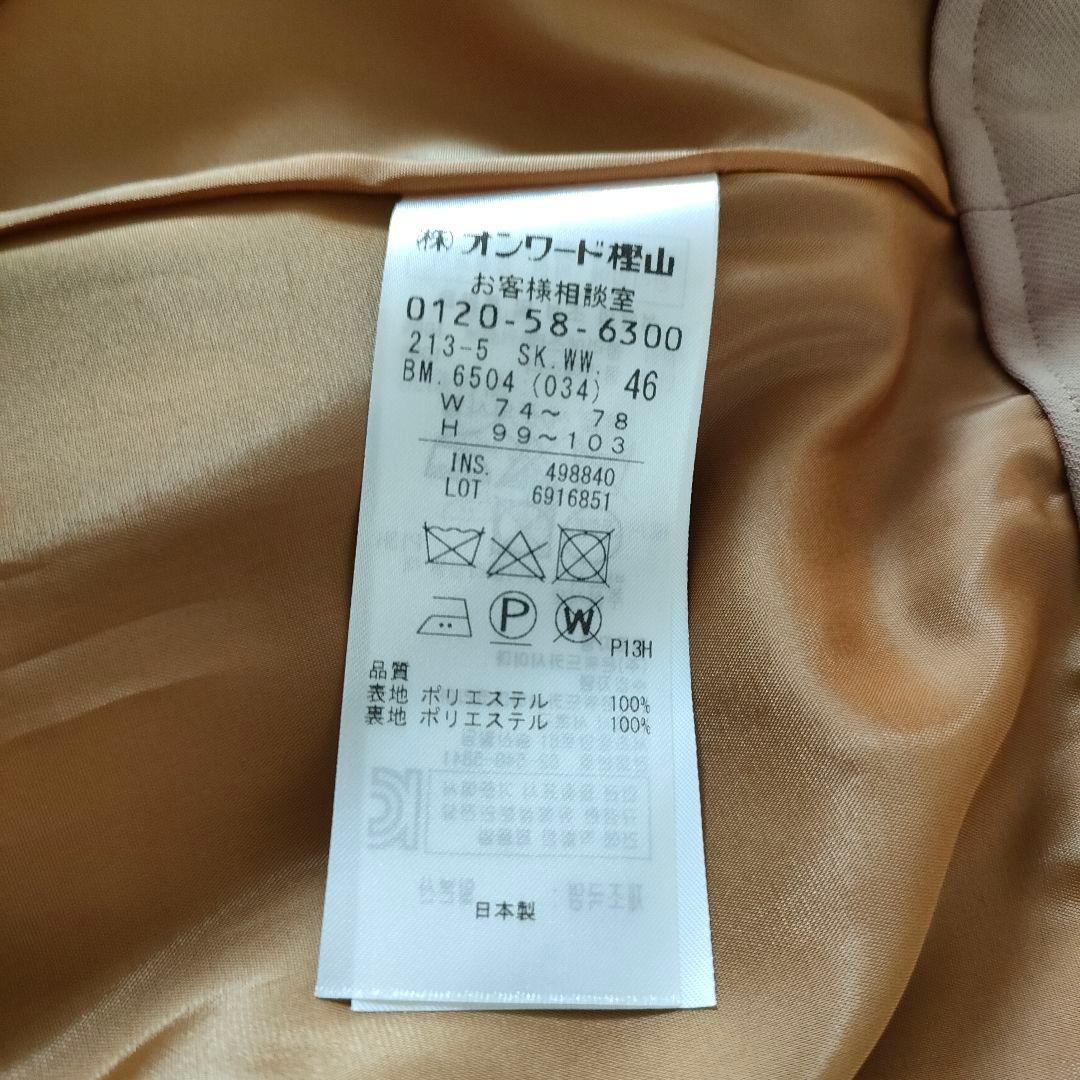 (株) オンワード樫山
お客様相談室
0120-58-6300
213-5 SK.WW.
BM.6504 (034) 46
W 74～ 78
H 99～103
INS. 498840
LOT 6916851
P
W
P13H
品質
表地 ポリエステル 100%
裏地 ポリエステル 100%
日本製